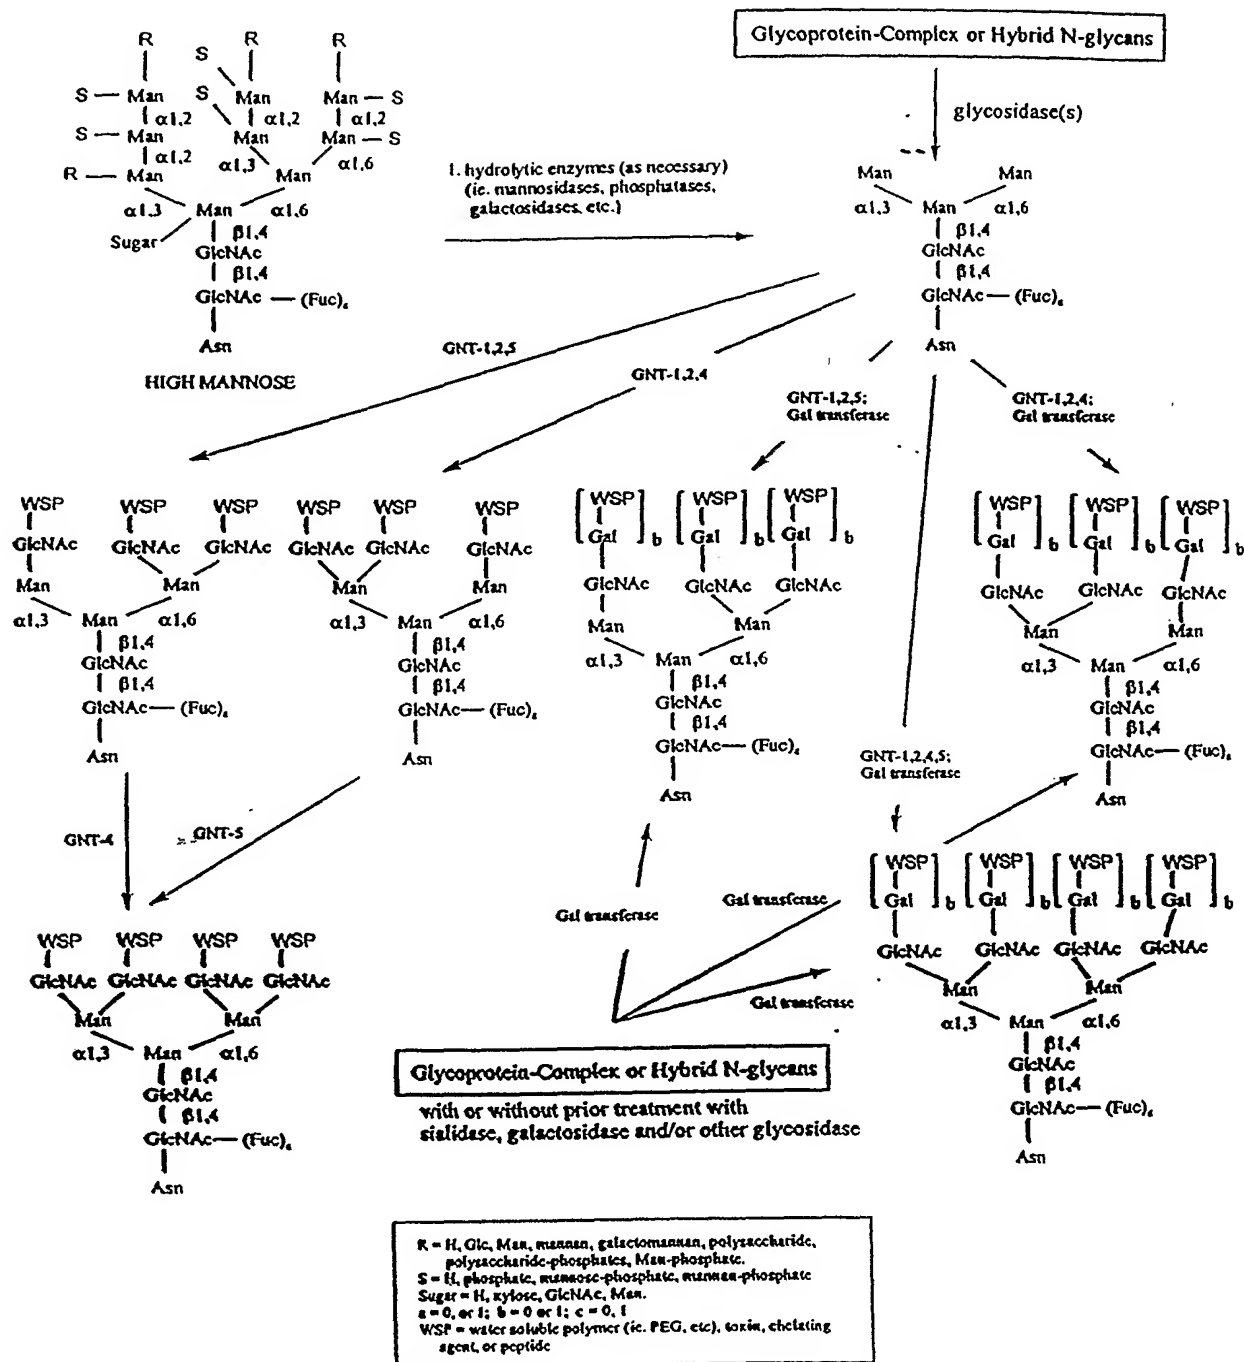 Glycoprotein-Complex or Hybrid N-glycans
glycosidase(s)
R S R R
S — Man S Man Man — S
α1,2 α1,2 α1,2
S — Man Man Man — S
α1,2 α1,3 α1,6
R — Man Man
α1,3 Man α1,6
Sugar
β1,4
GlcNAc
β1,4
GlcNAc — (Fuc)a
Asn
HIGH MANNOSE
1. hydrolytic enzymes (as necessary)
(ie. mannosidases, phosphatases,
galactosidases, etc.)
Man Man
α1,3 Man α1,6
β1,4
GlcNAc
β1,4
GlcNAc — (Fuc)a
Asn
GNT-1,2,5
GNT-1,2,4
GNT-1,2,5;
Gal transferase
GNT-1,2,4;
Gal transferase
WSP WSP WSP
GlcNAc GlcNAc GlcNAc
Man Man
α1,3 Man α1,6
β1,4
GlcNAc
β1,4
GlcNAc — (Fuc)a
Asn
WSP WSP WSP
GlcNAc GlcNAc GlcNAc
Man Man
α1,3 Man α1,6
β1,4
GlcNAc
β1,4
GlcNAc — (Fuc)a
Asn
[WSP [WSP [WSP
Gal]b Gal]b Gal]b
GlcNAc GlcNAc GlcNAc
Man Man
α1,3 Man α1,6
β1,4
GlcNAc
β1,4
GlcNAc — (Fuc)a
Asn
[WSP [WSP [WSP
Gal]b Gal]b Gal]b
GlcNAc GlcNAc GlcNAc
Man Man
α1,3 Man α1,6
β1,4
GlcNAc
β1,4
GlcNAc — (Fuc)a
Asn
GNT-4
GNT-5
GNT-1,2,4,5;
Gal transferase
Gal transferase
Gal transferase
Gal transferase
WSP WSP WSP WSP
GlcNAc GlcNAc GlcNAc GlcNAc
Man Man
α1,3 Man α1,6
β1,4
GlcNAc
β1,4
GlcNAc — (Fuc)a
Asn
[WSP [WSP [WSP [WSP
Gal]b Gal]b Gal]b Gal]b
GlcNAc GlcNAc GlcNAc GlcNAc
Man Man
α1,3 Man α1,6
β1,4
GlcNAc
β1,4
GlcNAc — (Fuc)a
Asn
Glycoprotein-Complex or Hybrid N-glycans
with or without prior treatment with
sialidase, galactosidase and/or other glycosidase
R = H, Glc, Man, mannan, galactomannan, polysaccharide,
polysaccharide-phosphates, Man-phosphate.
S = H, phosphate, mannose-phosphate, mannan-phosphate
Sugar = H, xylose, GlcNAc, Man.
a = 0, or 1; b = 0 or 1; c = 0, 1
WSP = water soluble polymer (ie. PEG, etc), toxin, chelating
agent, or peptide